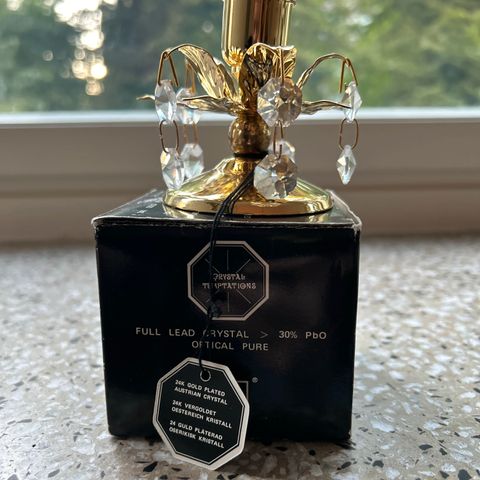 CRYSTAL
TEMPTATIONS
FULL LEAD CRYSTAL > 30% PbO
OPTICAL PURE
®
24K GOLD PLATED
AUSTRIAN CRYSTAL
24K VERGOLDET
OESTEREICH KRISTALL
24 GULD PLÄTERAD
OSERIKISK KRISTALL